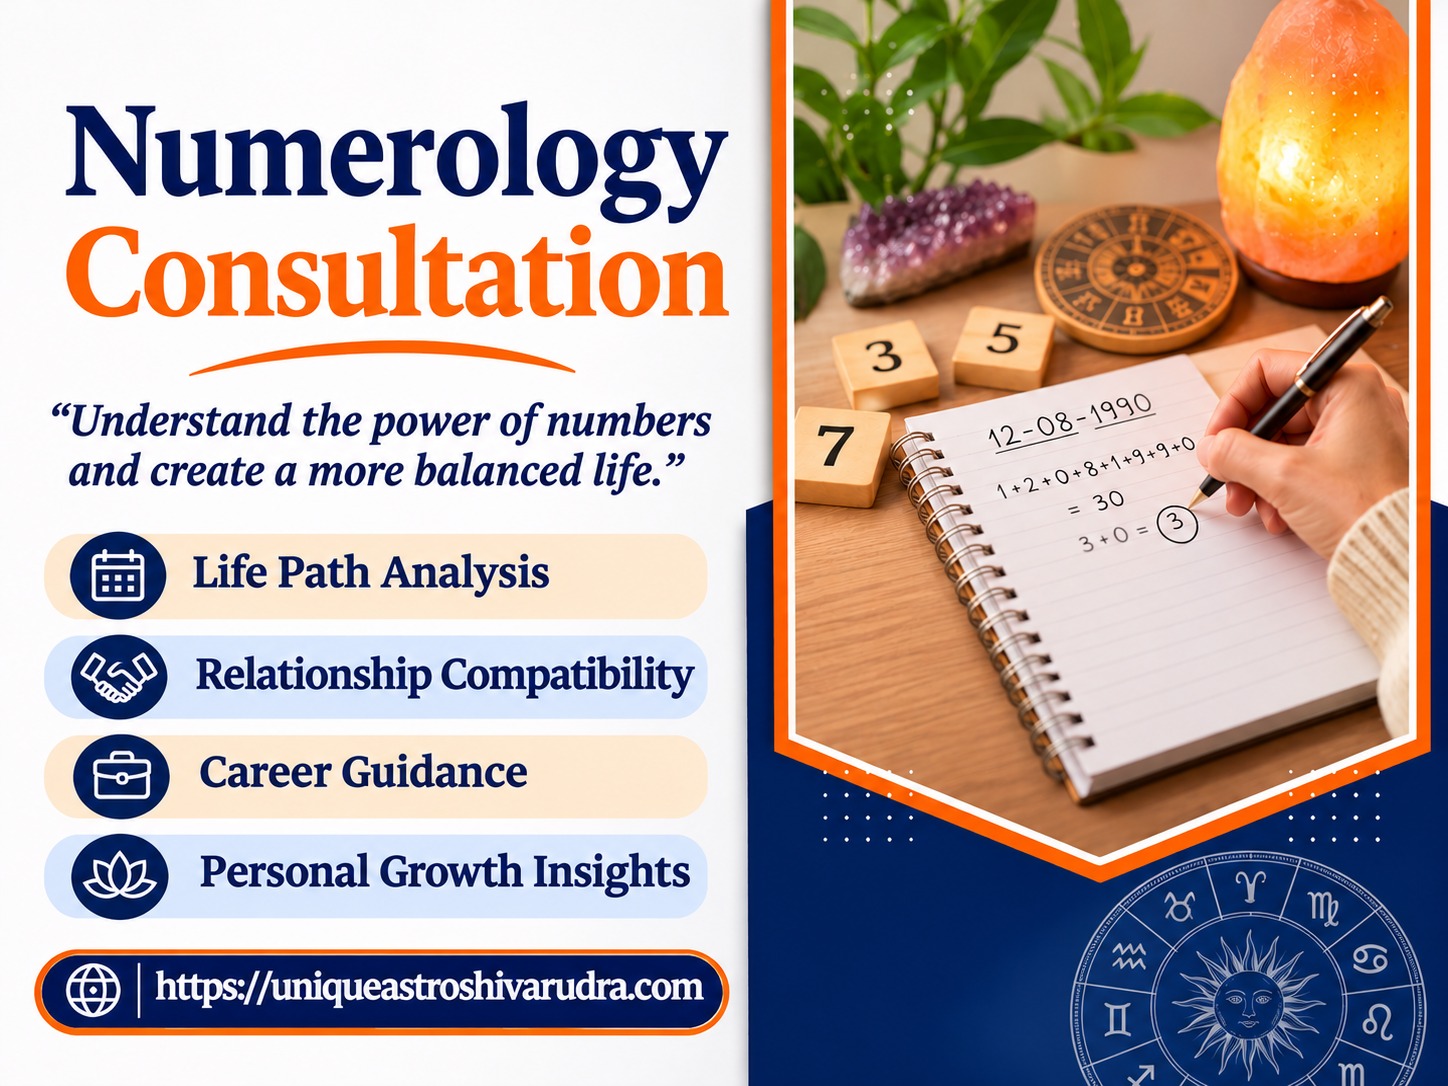 Numerology
Consultation
“Understand the power of numbers
and create a more balanced life.”
Life Path Analysis
Relationship Compatibility
Career Guidance
Personal Growth Insights
https://uniqueastroshivarudra.com
3
5
7
12-08-1990
1+2+0+8+1+9+9+0
= 30
3+0 = 3